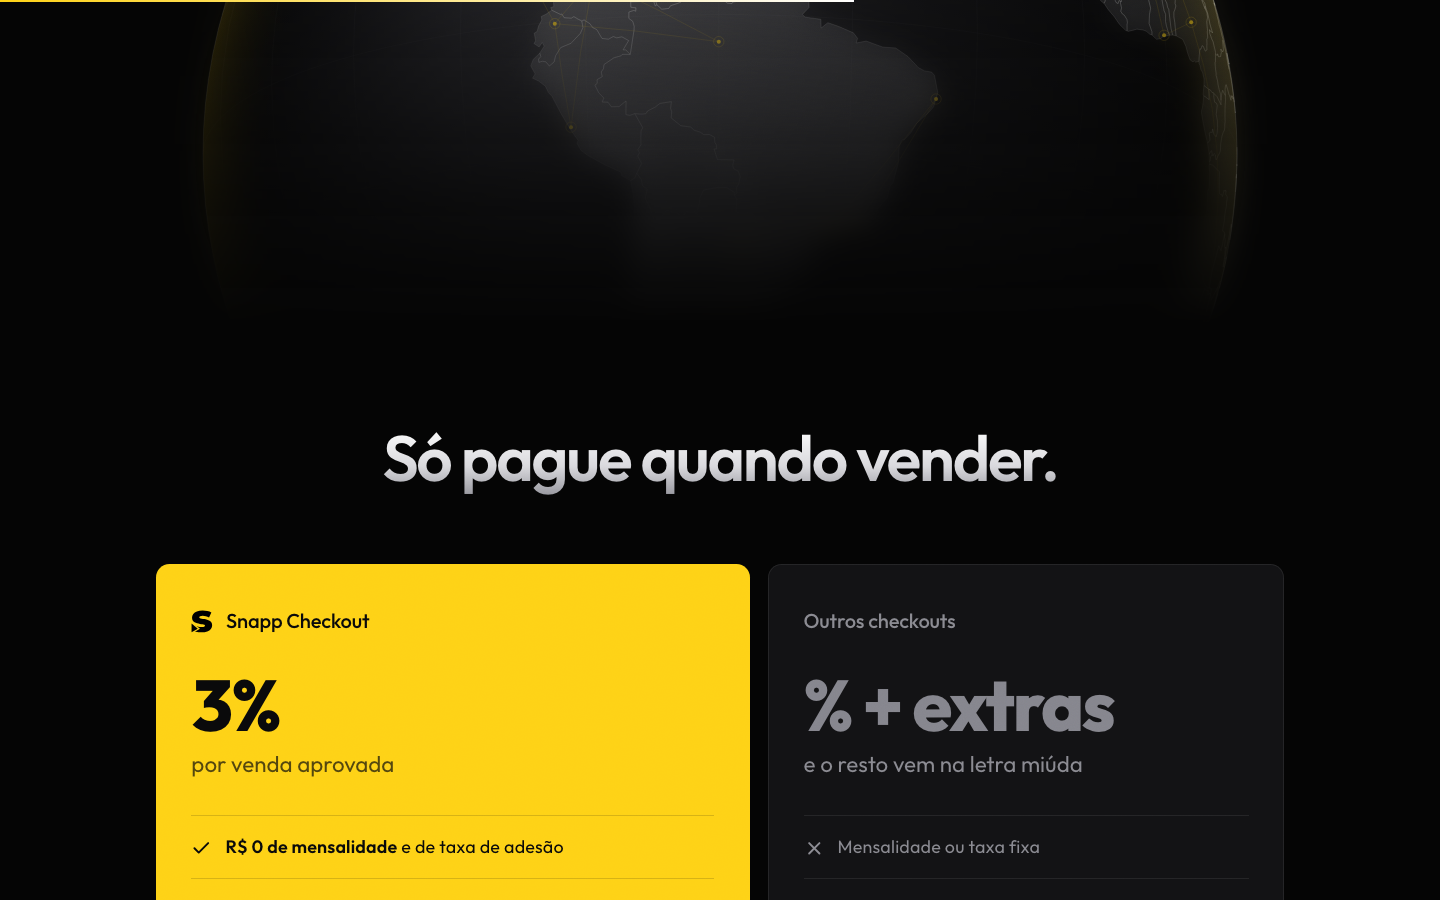 Só pague quando vender.
Snapp Checkout
3%
por venda aprovada
R$ 0 de mensalidade e de taxa de adesão
Outros checkouts
% + extras
e o resto vem na letra miúda
Mensalidade ou taxa fixa